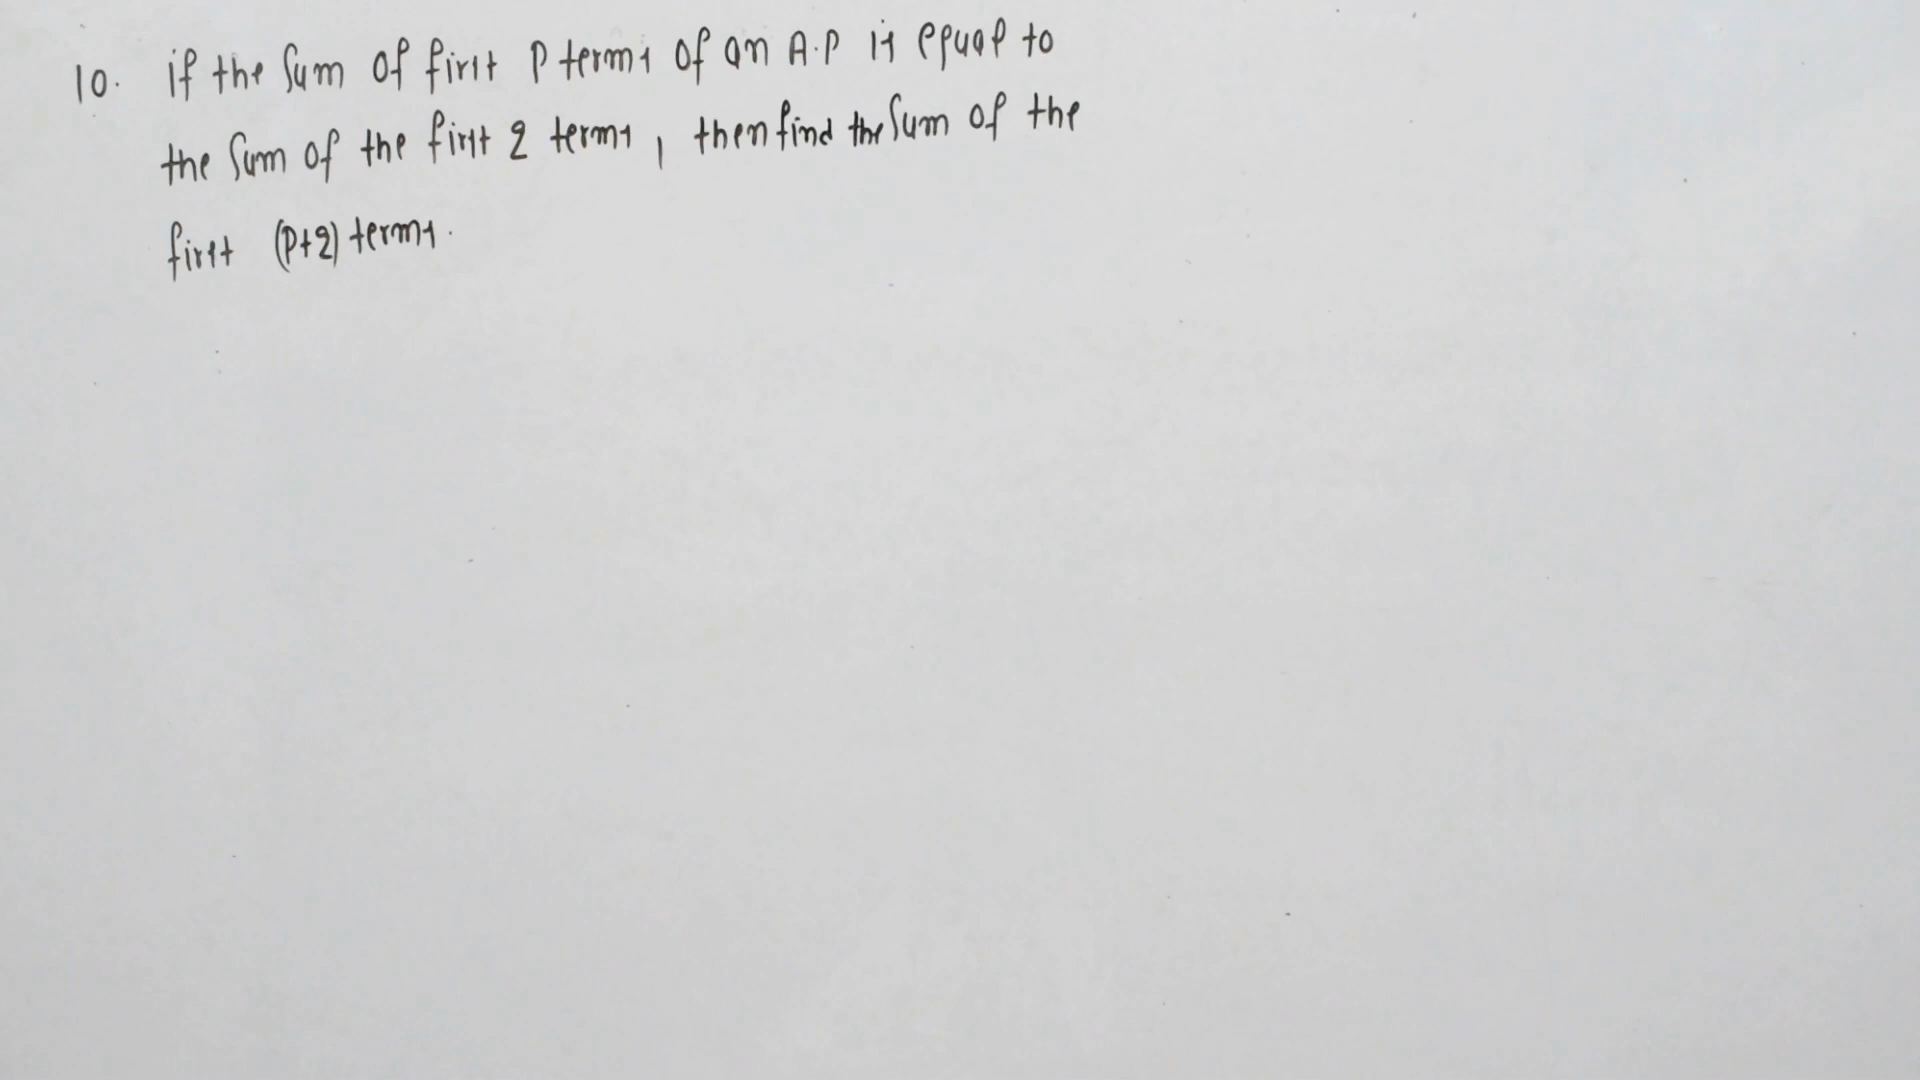 10. if the Sum of first P terms of an A.P is equal to
the Sum of the first q terms, then find the Sum of the
first (P+q) terms.